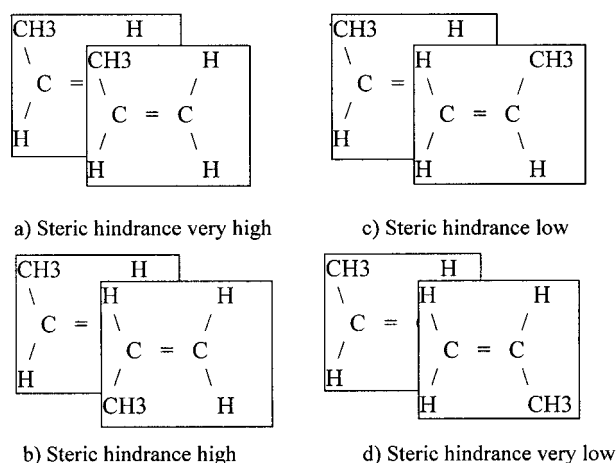 CH3 H
CH3 H
\ \ /
C = C = C
/ / \
H H H
a) Steric hindrance very high
CH3 H
H CH3
\ \ /
C = C = C
/ / \
H H H
c) Steric hindrance low
CH3 H
H H
\ \ /
C = C = C
/ / \
H CH3 H
b) Steric hindrance high
CH3 H
H H
\ \ /
C = C = C
/ / \
H H CH3
d) Steric hindrance very low